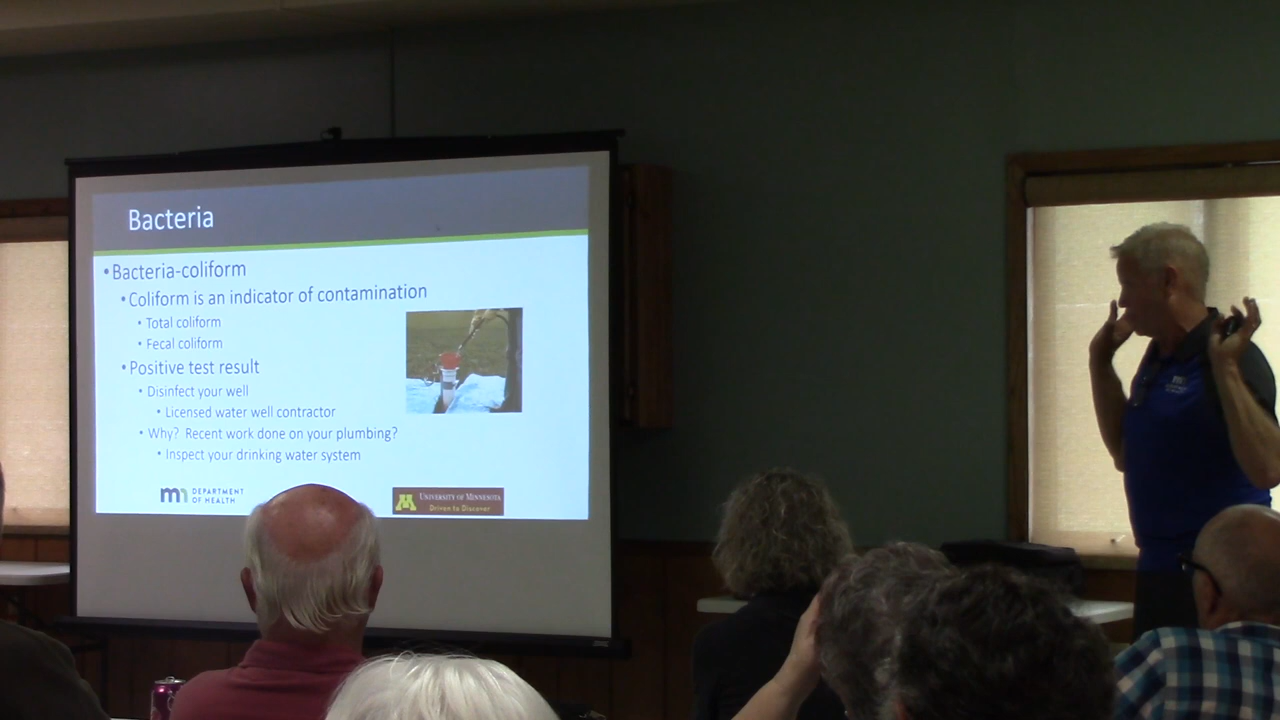 Bacteria
• Bacteria-coliform
• Coliform is an indicator of contamination
• Total coliform
• Fecal coliform
• Positive test result
• Disinfect your well
• Licensed water well contractor
• Why? Recent work done on your plumbing?
• Inspect your drinking water system
mn DEPARTMENT
OF HEALTH
M UNIVERSITY OF MINNESOTA
Driven to Discover